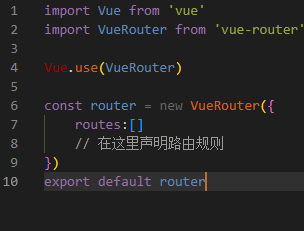 1 import Vue from 'vue'
2 import VueRouter from 'vue-router'
3
4 Vue.use(VueRouter)
5
6 const router = new VueRouter({
7     routes:[]
8     // 在这里声明路由规则
9 })
10 export default router